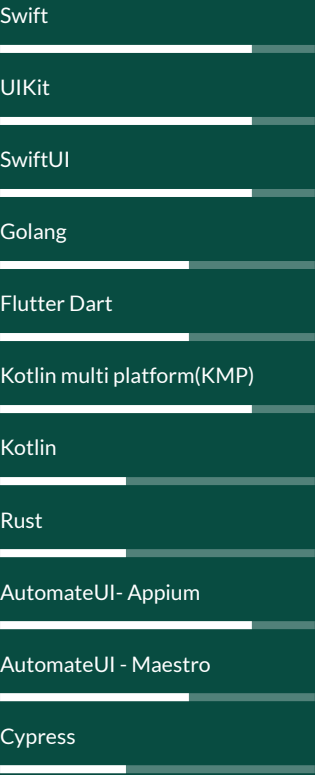 Swift
UIKit
SwiftUI
Golang
Flutter Dart
Kotlin multi platform(KMP)
Kotlin
Rust
AutomateUI- Appium
AutomateUI - Maestro
Cypress